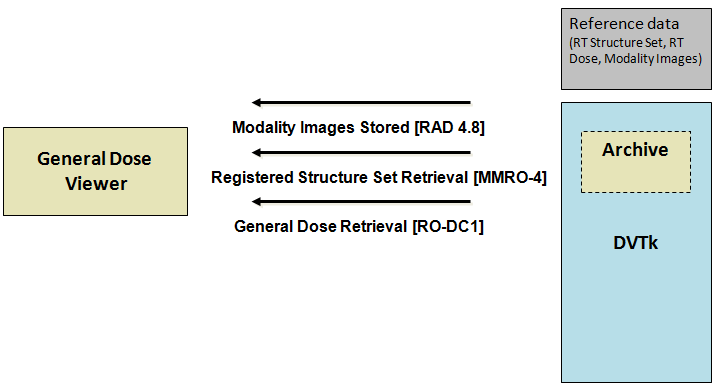 Reference data
(RT Structure Set, RT
Dose, Modality Images)
Modality Images Stored [RAD 4.8]
General Dose
Viewer
Archive
Registered Structure Set Retrieval [MMRO-4]
General Dose Retrieval [RO-DC1]
DVTk